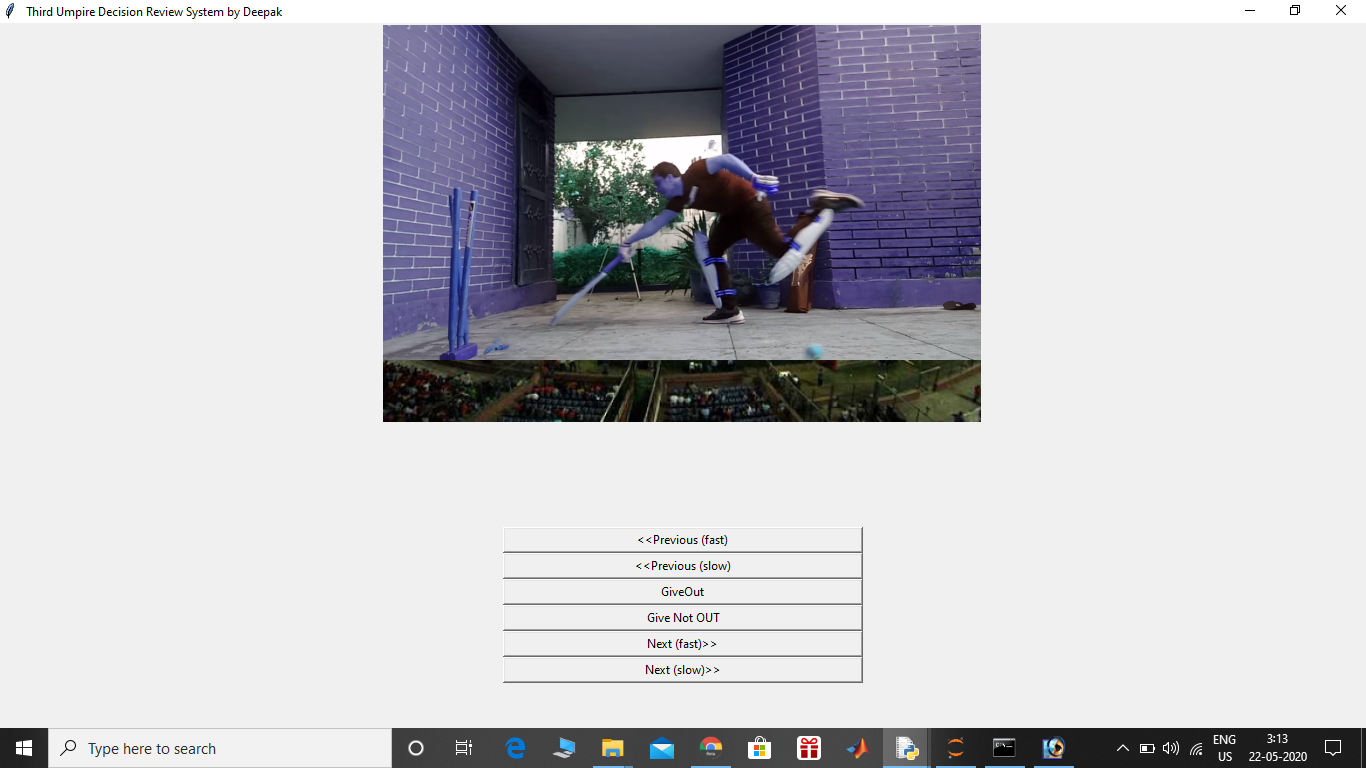 Third Umpire Decision Review System by Deepak
<<Previous (fast)
<<Previous (slow)
GiveOut
Give Not OUT
Next (fast)>>
Next (slow)>>
Type here to search
ENG
US
3:13
22-05-2020